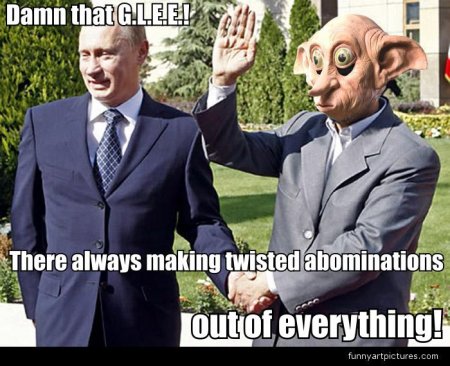 Damn that G.L.E.E.!
There always making twisted abominations
out of everything!
funnyartpictures.com